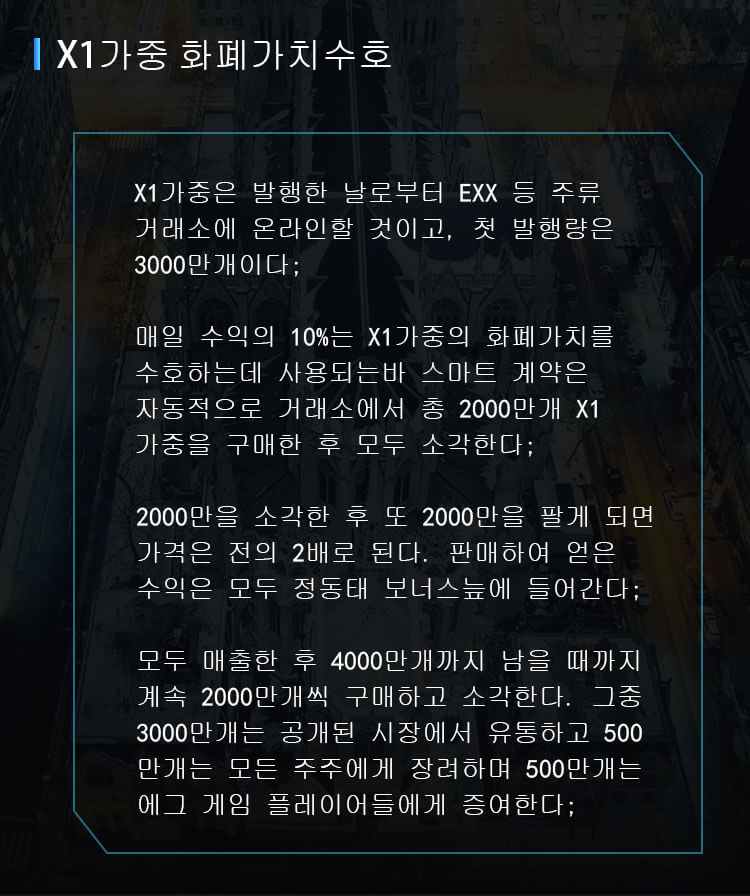 X1가중 화폐가치수호
X1가중은 발행한 날로부터 EXX 등 주류
거래소에 온라인할 것이고, 첫 발행량은
3000만개이다;
매일 수익의 10%는 X1가중의 화폐가치를
수호하는데 사용되는바 스마트 계약은
자동적으로 거래소에서 총 2000만개 X1
가중을 구매한 후 모두 소각한다;
2000만을 소각한 후 또 2000만을 팔게 되면
가격은 전의 2배로 된다. 판매하여 얻은
수익은 모두 정동태 보너스늪에 들어간다;
모두 매출한 후 4000만개까지 남을 때까지
계속 2000만개씩 구매하고 소각한다. 그중
3000만개는 공개된 시장에서 유통하고 500
만개는 모든 주주에게 장려하며 500만개는
에그 게임 플레이어들에게 증여한다;